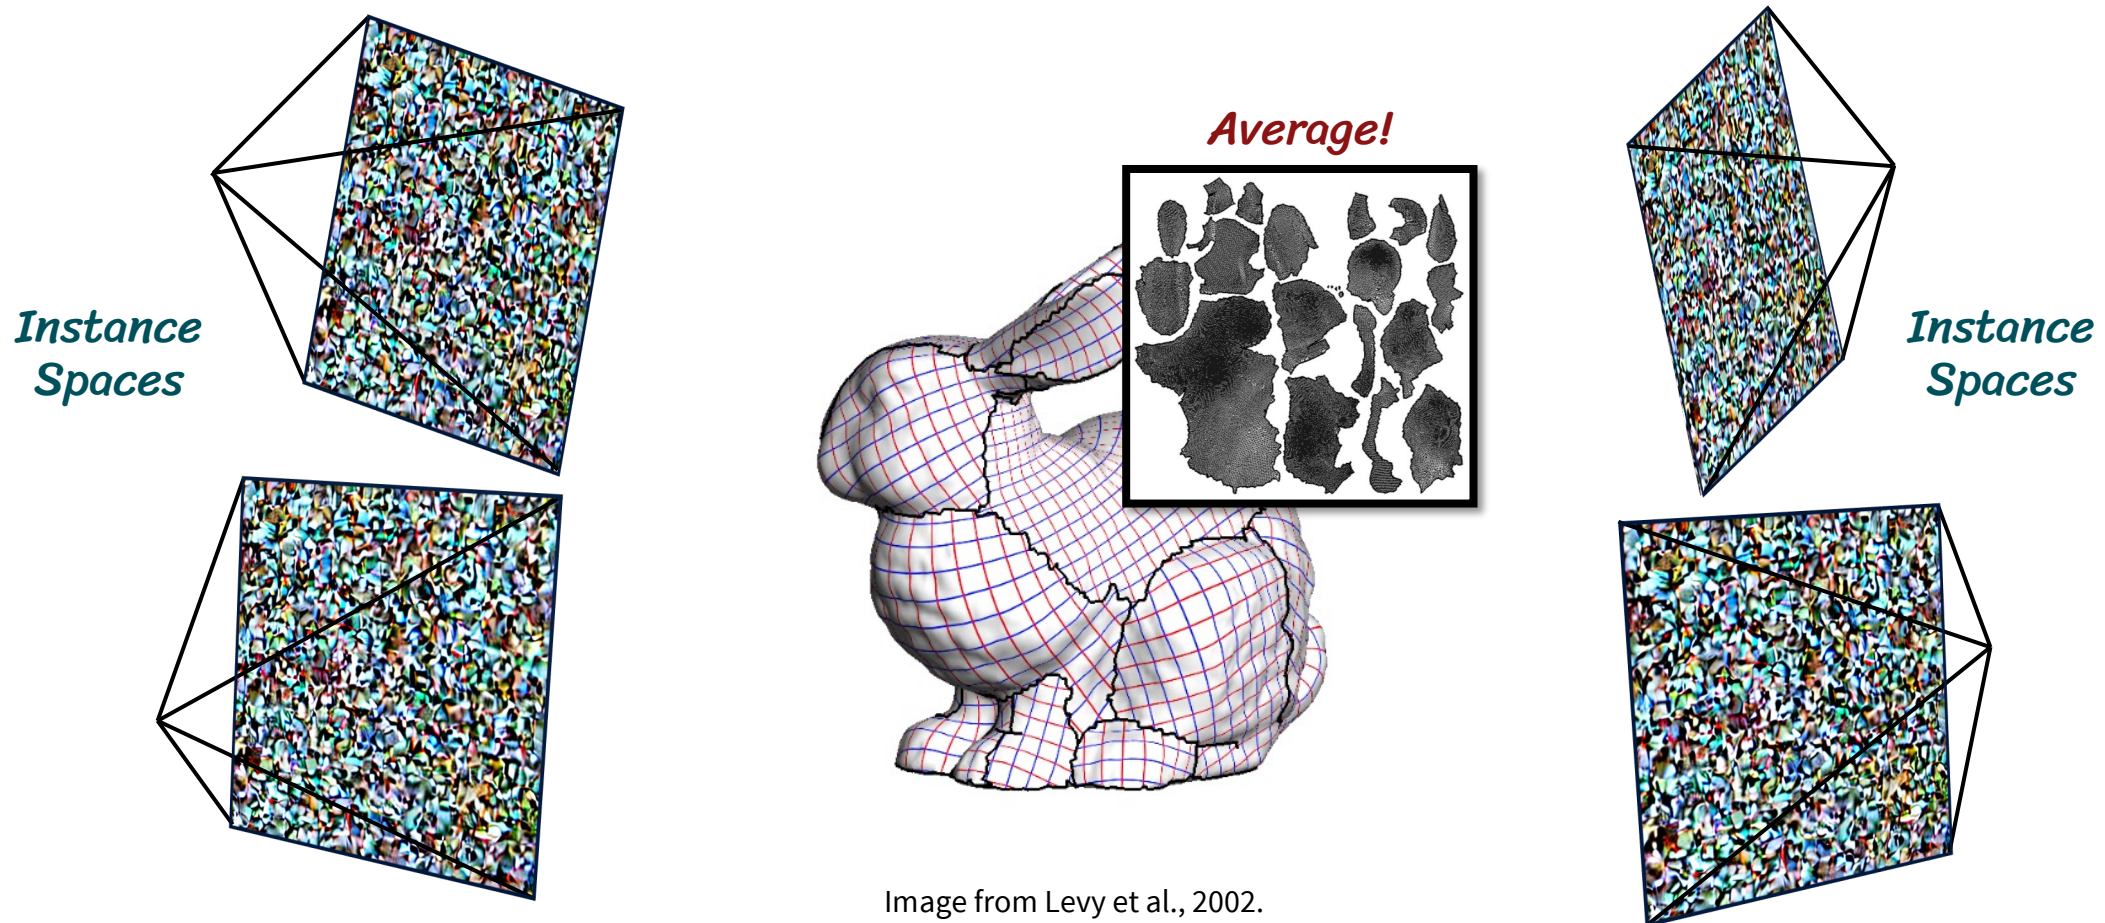 Average!
Instance
Spaces
Instance
Spaces
Image from Levy et al., 2002.